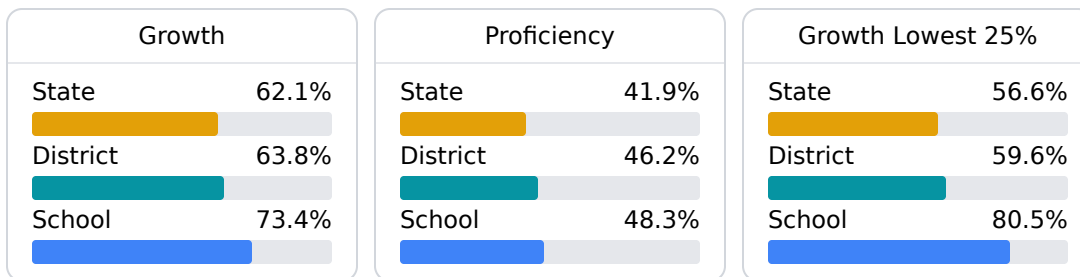 Growth
State 62.1%
District 63.8%
School 73.4%
Proficiency
State 41.9%
District 46.2%
School 48.3%
Growth Lowest 25%
State 56.6%
District 59.6%
School 80.5%